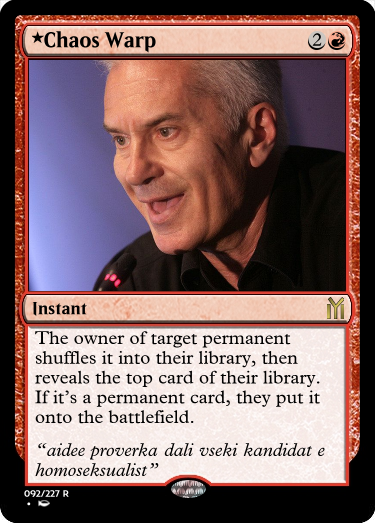 ★Chaos Warp 2
Instant
The owner of target permanent
shuffles it into their library, then
reveals the top card of their library.
If it's a permanent card, they put it
onto the battlefield.
“aidee proverka dali vseki kandidat e
homoseksualist”
092/227 R